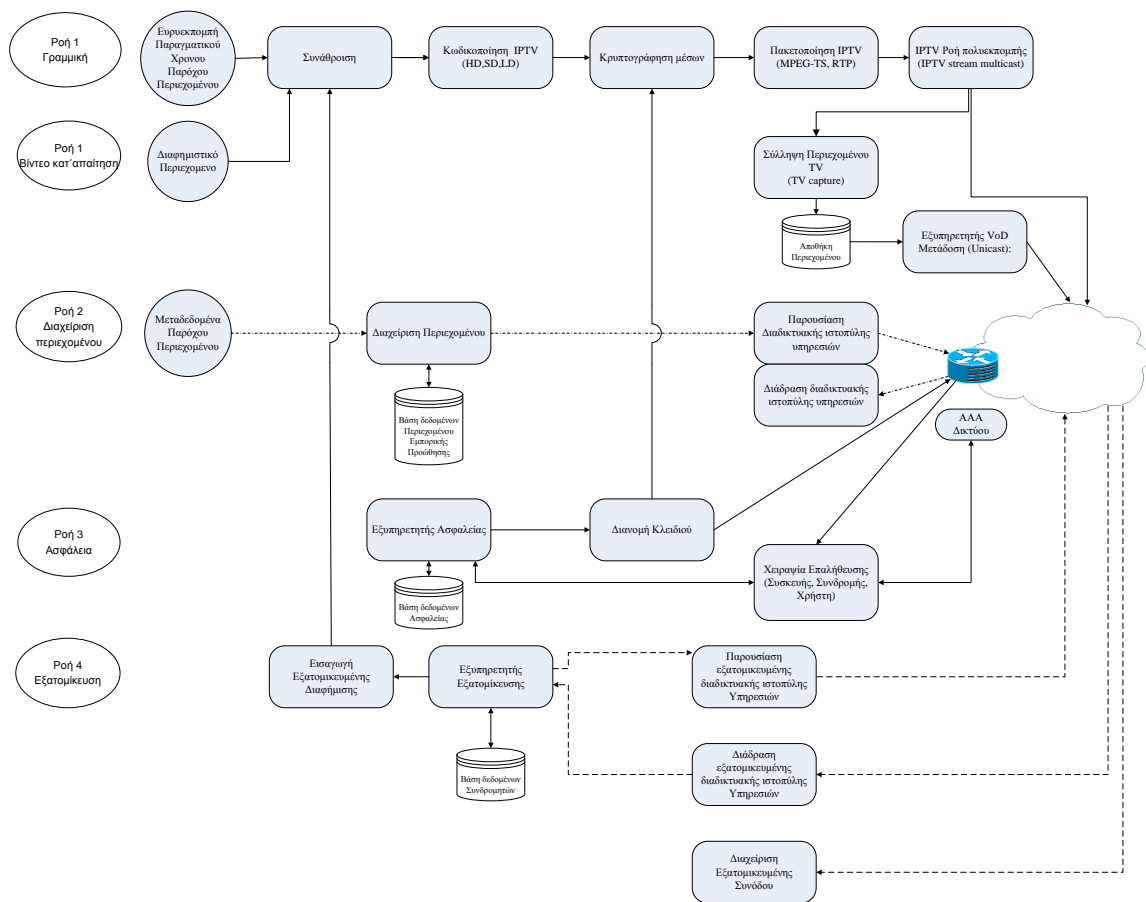 Ροή 1
Γραμμική
Ευρυεκπομπή
Παραγματικού
Χρονου
Παρόχου
Περιεχομένου
Συνάθροιση
Κωδικοποίηση IPTV
(HD,SD,LD)
Κρυπτογράφηση μέσων
Πακετοποίηση IPTV
(MPEG-TS, RTP)
IPTV Ροή πολυεκπομπής
(IPTV stream multicast)
Ροή 1
Βίντεο κατ΄απαίτηση
Διαφημιστικό
Περιεχομενο
Σύλληψη Περιεχομένου
TV
(TV capture)
Αποθήκη
Περιεχομένου
Εξυπηρετητής VoD
Μετάδοση (Unicast):
Ροή 2
Διαχείριση
περιεχομένου
Μεταδεδομένα
Παρόχου
Περιεχομένου
Διαχείριση Περιεχομένου
Παρουσίαση
Διαδικτυακής ιστοπύλης
υπηρεσιών
Διάδραση διαδικτυακής
ιστοπύλης υπηρεσιών
Βάση δεδομένων
Περιεχομένου
Εμπορικής
Προώθησης
ΑΑΑ
Δικτύου
Ροή 3
Ασφάλεια
Εξυπηρετητής Ασφαλείας
Διανομή Κλειδιού
Χειραψία Επαλήθευσης
(Συσκευής, Συνδρομής,
Χρήστη)
Βάση δεδομένων
Ασφαλείας
Ροή 4
Εξατομίκευση
Εισαγωγή
Εξατομικευμένης
Διαφήμισης
Εξυπηρετητής
Εξατομίκευσης
Παρουσίαση
εξατομικευμένης
διαδικτυακής ιστοπύλης
Υπηρεσιών
Βάση δεδομένων
Συνδρομητών
Διάδραση
εξατομικευμένης
διαδικτυακής ιστοπύλης
Υπηρεσιών
Διαχείριση
Εξατομικευμένης
Συνόδου